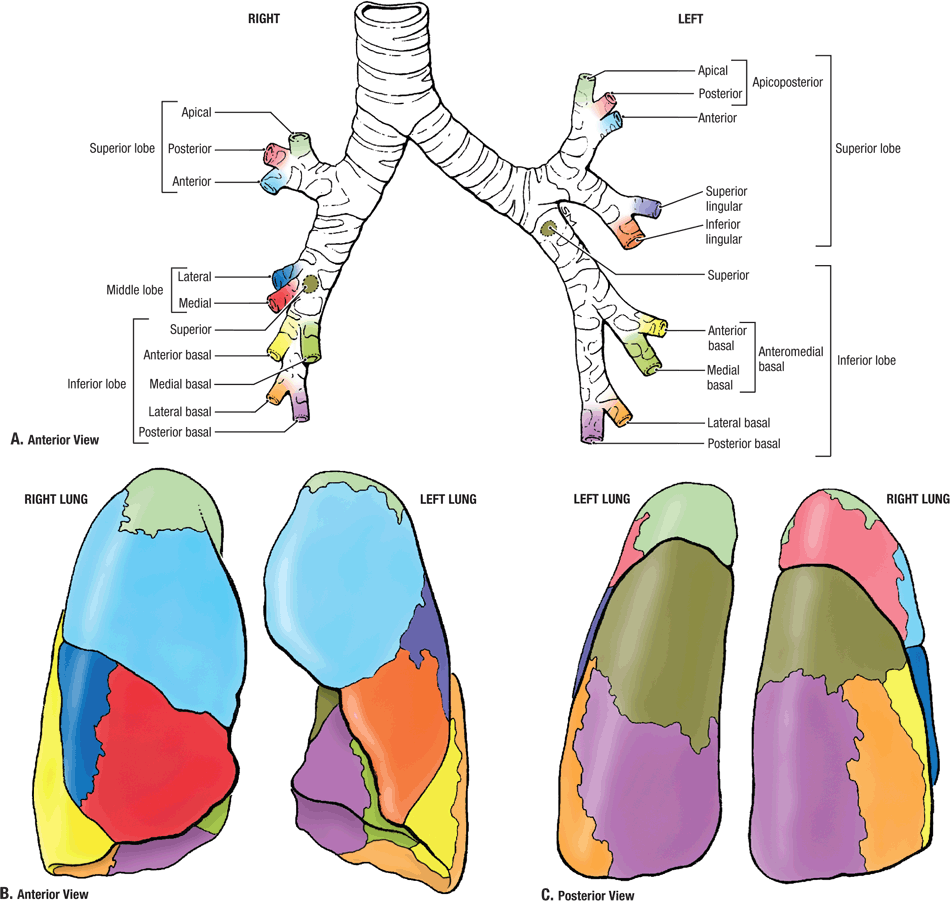 RIGHT
LEFT
Apical
Superior lobe
Posterior
Anterior
Lateral
Middle lobe
Medial
Superior
Anterior basal
Inferior lobe
Medial basal
Lateral basal
Posterior basal
Apical
Apicoposterior
Posterior
Anterior
Superior lobe
Superior
lingular
Inferior
lingular
Superior
Anterior
basal
Anteromedial
basal
Medial
basal
Inferior lobe
Lateral basal
Posterior basal
A. Anterior View
RIGHT LUNG
LEFT LUNG
B. Anterior View
LEFT LUNG
RIGHT LUNG
C. Posterior View